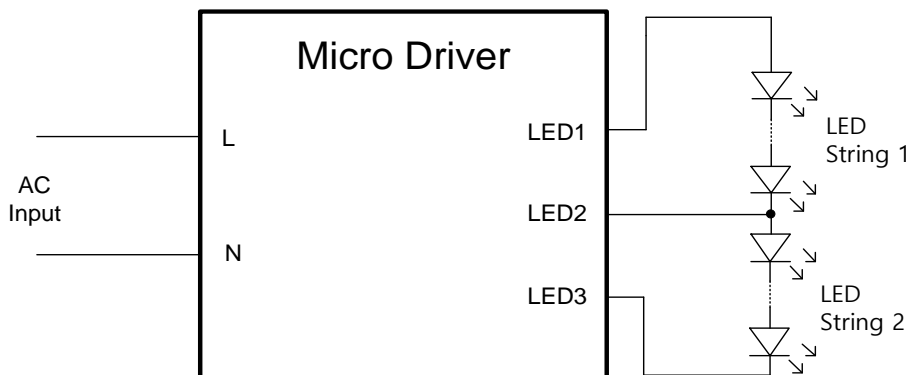 Micro Driver
L
N
AC
Input
LED1
LED2
LED3
LED
String 1
LED
String 2